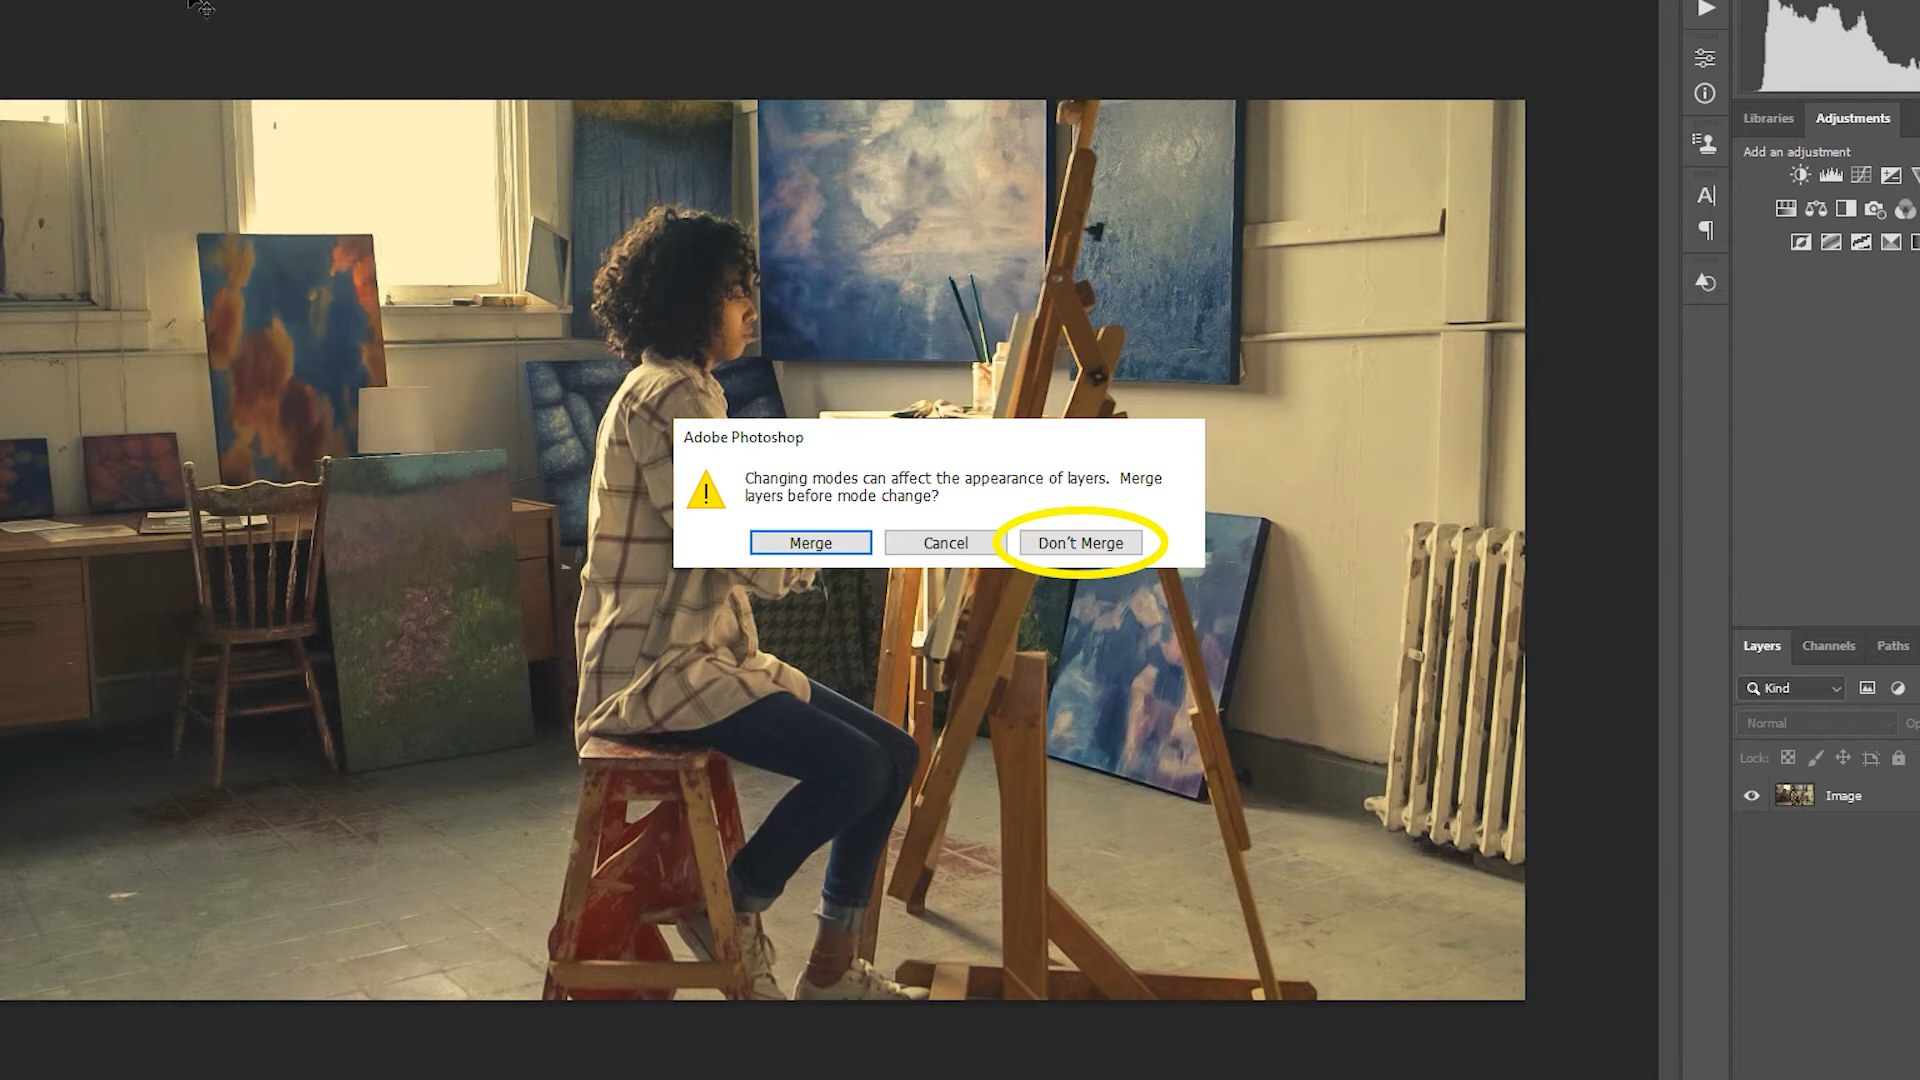 Libraries
Adjustments
Add an adjustment
Adobe Photoshop
Changing modes can affect the appearance of layers. Merge
layers before mode change?
Merge
Cancel
Don't Merge
Layers
Channels
Paths
Kind
Normal
Op
Lock:
Image